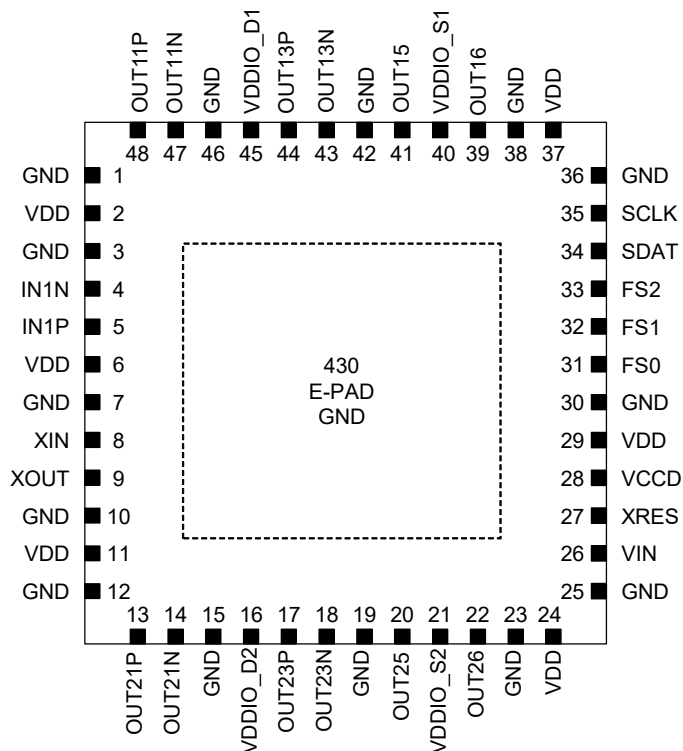 OUT11P
OUT11N
GND
VDDIO_D1
OUT13P
OUT13N
GND
OUT15
VDDIO_S1
OUT16
GND
VDD
48 47 46 45 44 43 42 41 40 39 38 37
GND 1
VDD 2
GND 3
IN1N 4
IN1P 5
VDD 6
GND 7
XIN 8
XOUT 9
GND 10
VDD 11
GND 12
430
E-PAD
GND
36 GND
35 SCLK
34 SDAT
33 FS2
32 FS1
31 FS0
30 GND
29 VDD
28 VCCD
27 XRES
26 VIN
25 GND
13 14 15 16 17 18 19 20 21 22 23 24
OUT21P
OUT21N
GND
VDDIO_D2
OUT23P
OUT23N
GND
OUT25
VDDIO_S2
OUT26
GND
VDD